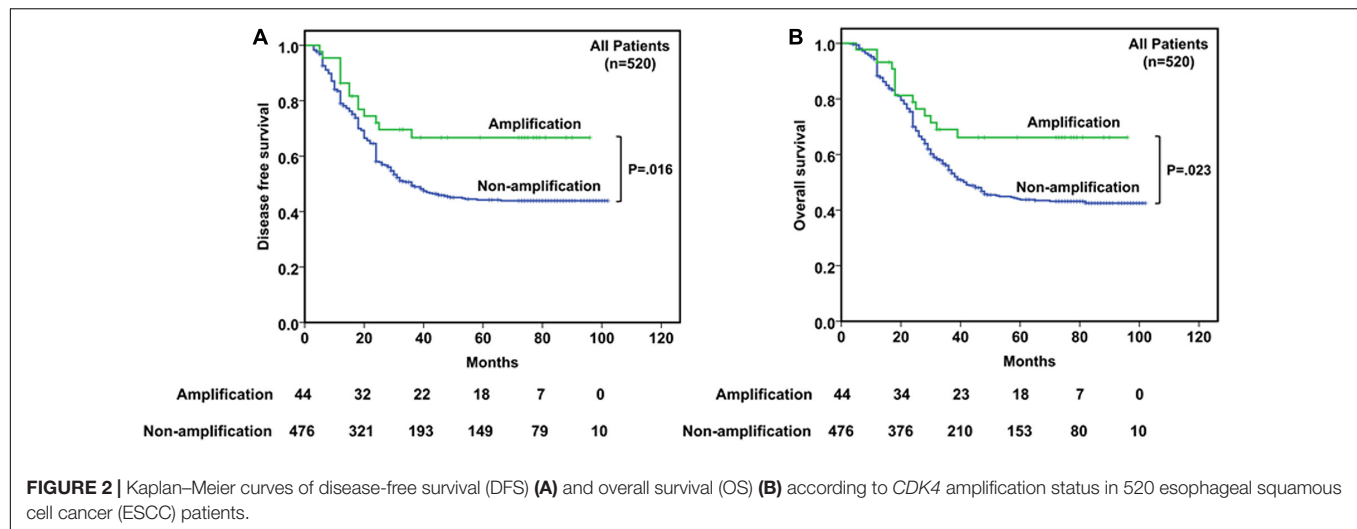 A
All Patients
(n=520)
1.0
0.8
0.6
0.4
0.2
0.0
Disease free survival
Amplification
Non-amplification
P=.016
0 20 40 60 80 100 120
Months
Amplification 44 32 22 18 7 0
Non-amplification 476 321 193 149 79 10
B
All Patients
(n=520)
1.0
0.8
0.6
0.4
0.2
0.0
Overall survival
Amplification
Non-amplification
P=.023
0 20 40 60 80 100 120
Months
Amplification 44 34 23 18 7 0
Non-amplification 476 376 210 153 80 10
FIGURE 2 | Kaplan–Meier curves of disease-free survival (DFS) (A) and overall survival (OS) (B) according to CDK4 amplification status in 520 esophageal squamous
cell cancer (ESCC) patients.